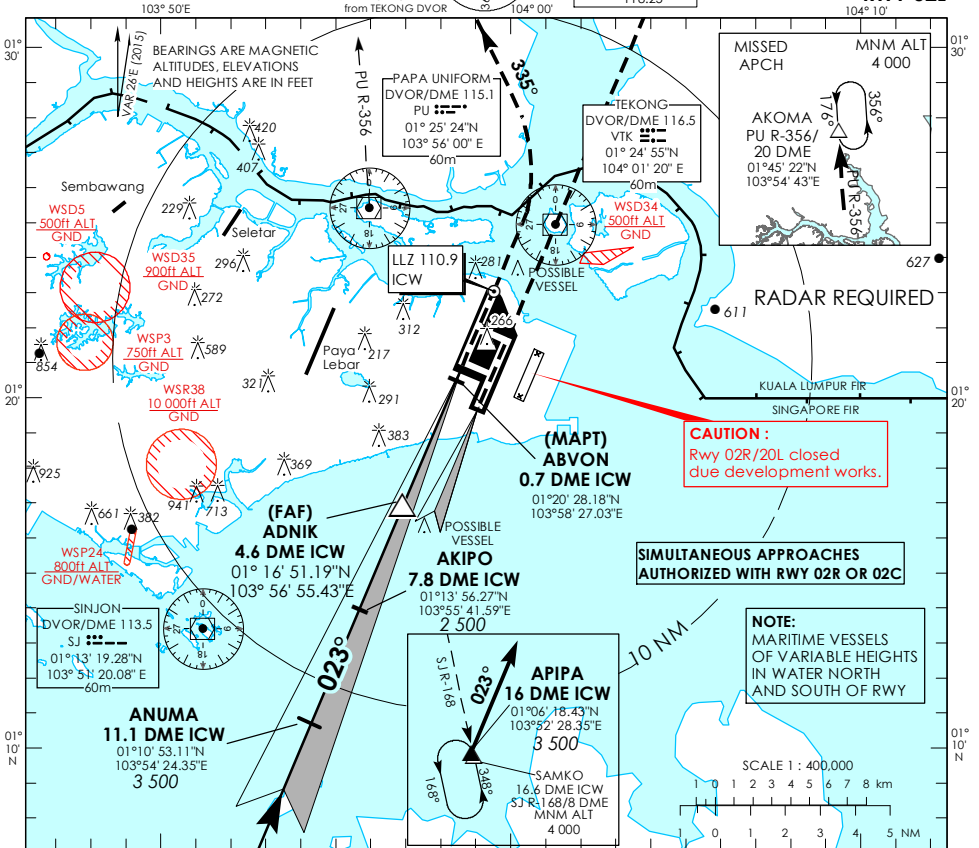 103° 50'
from TEKONG DVOR
104° 00'
104° 10'
01°
30'
VAR 26'E (2015)
BEARINGS ARE MAGNETIC
ALTITUDES, ELEVATIONS
AND HEIGHTS ARE IN FEET
PU R-356
335°
PAPA UNIFORM
DVOR/DME 115.1
PU
01° 25' 24"N
103° 56' 00" E
60m
TEKONG
DVOR/DME 116.5
VTK
01° 24' 55"N
104° 01' 20" E
60m
MISSED
APCH
MNM ALT
4 000
AKOMA
PU R-356/
20 DME
01°45' 22"N
103°54' 43"E
176°
356°
PU R-356
01°
30'
420
407
Sembawang
WSD5
500ft ALT
GND
229
Seletar
296
WSD35
900ft ALT
GND
272
0
9
18
27
0
9
18
27
WSD34
500ft ALT
GND
LLZ 110.9
ICW
281
POSSIBLE
VESSEL
627
RADAR REQUIRED
611
312
266
854
WSP3
750ft ALT
GND
589
217
Paya
Lebar
321
291
WSR38
10 000ft ALT
GND
01°
20'
KUALA LUMPUR FIR
SINGAPORE FIR
01°
20'
CAUTION :
Rwy 02R/20L closed
due development works.
383
369
(MAPT)
ABVON
0.7 DME ICW
01°20' 28.18"N
103°58' 27.03"E
925
941
713
661
382
(FAF)
ADNIK
4.6 DME ICW
01° 16' 51.19"N
103° 56' 55.43"E
POSSIBLE
VESSEL
WSP24
800ft ALT
GND/WATER
AKIPO
7.8 DME ICW
01°13' 56.27"N
103°55' 41.59"E
2 500
SIMULTANEOUS APPROACHES
AUTHORIZED WITH RWY 02R OR 02C
SINJON
DVOR/DME 113.5
SJ
01° 13' 19.28"N
103° 51' 20.08" E
60m
0
9
18
27
NOTE:
MARITIME VESSELS
OF VARIABLE HEIGHTS
IN WATER NORTH
AND SOUTH OF RWY
10 NM
023°
ANUMA
11.1 DME ICW
01°10' 53.11"N
103°54' 24.35"E
3 500
SJ R-168
023°
APIPA
16 DME ICW
01°06' 18.43"N
103°52' 28.35"E
3 500
168°
348°
SAMKO
16.6 DME ICW
SJ R-168/8 DME
MNM ALT
4 000
01°
10'
N
01°
10'
N
SCALE 1 : 400,000
1 0 1 2 3 4 5 6 7 8 km
1 0 1 2 3 4 5 NM